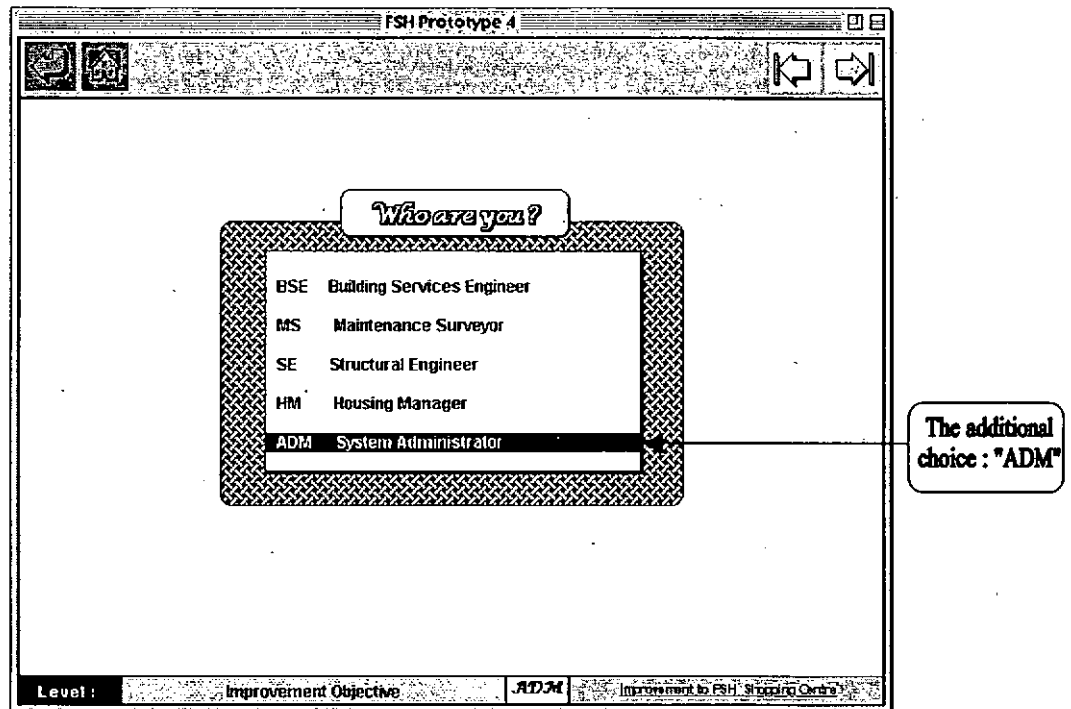 FSH Prototype 4
Who are you?
BSE Building Services Engineer
MS Maintenance Surveyor
SE Structural Engineer
HM Housing Manager
ADM System Administrator
The additional
choice : "ADM"
Level : Improvement Objective ADM Improvement to FSH Shopping Centre